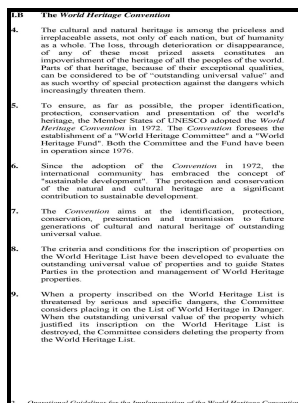 I.B The World Heritage Convention
4. The cultural and natural heritage is among the priceless and
irreplaceable assets, not only of each nation, but of humanity
as a whole. The loss, through deterioration or disappearance,
of any of these most prized assets constitutes an
impoverishment of the heritage of all the peoples of the world.
Parts of that heritage, because of their exceptional qualities,
can be considered to be of "outstanding universal value" and
as such worthy of special protection against the dangers which
increasingly threaten them.
5. To ensure, as far as possible, the proper identification,
protection, conservation and presentation of the world's
heritage, the Member States of UNESCO adopted the World
Heritage Convention in 1972. The Convention foresees the
establishment of a "World Heritage Committee" and a "World
Heritage Fund". Both the Committee and the Fund have been
in operation since 1976.
6. Since the adoption of the Convention in 1972, the
international community has embraced the concept of
"sustainable development". The protection and conservation
of the natural and cultural heritage are a significant
contribution to sustainable development.
7. The Convention aims at the identification, protection,
conservation, presentation and transmission to future
generations of cultural and natural heritage of outstanding
universal value.
8. The criteria and conditions for the inscription of properties on
the World Heritage List have been developed to evaluate the
outstanding universal value of properties and to guide States
Parties in the protection and management of World Heritage
properties.
9. When a property inscribed on the World Heritage List is
threatened by serious and specific dangers, the Committee
considers placing it on the List of World Heritage in Danger.
When the outstanding universal value of the property which
justified its inscription on the World Heritage List is
destroyed, the Committee considers deleting the property from
the World Heritage List.
2 Operational Guidelines for the Implementation of the World Heritage Convention